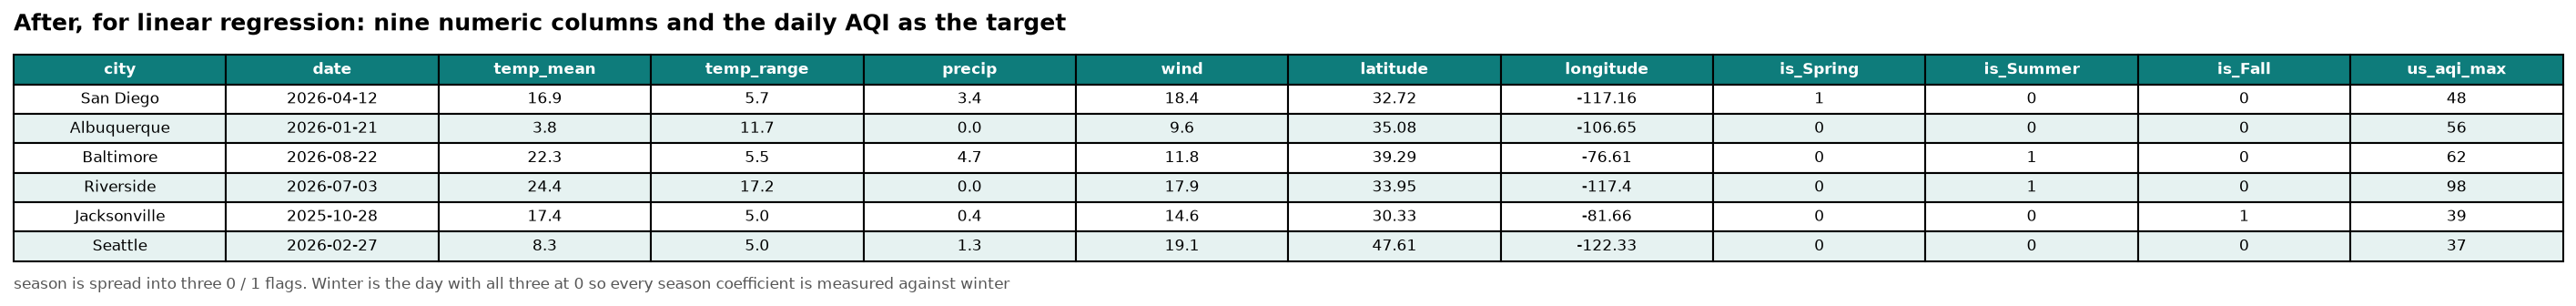 After, for linear regression: nine numeric columns and the daily AQI as the target
city date temp_mean temp_range precip wind latitude longitude is_Spring is_Summer is_Fall us_aqi_max
San Diego 2026-04-12 16.9 5.7 3.4 18.4 32.72 -117.16 1 0 0 48
Albuquerque 2026-01-21 3.8 11.7 0.0 9.6 35.08 -106.65 0 0 0 56
Baltimore 2026-08-22 22.3 5.5 4.7 11.8 39.29 -76.61 0 1 0 62
Riverside 2026-07-03 24.4 17.2 0.0 17.9 33.95 -117.4 0 1 0 98
Jacksonville 2025-10-28 17.4 5.0 0.4 14.6 30.33 -81.66 0 0 1 39
Seattle 2026-02-27 8.3 5.0 1.3 19.1 47.61 -122.33 0 0 0 37
season is spread into three 0 / 1 flags. Winter is the day with all three at 0 so every season coefficient is measured against winter